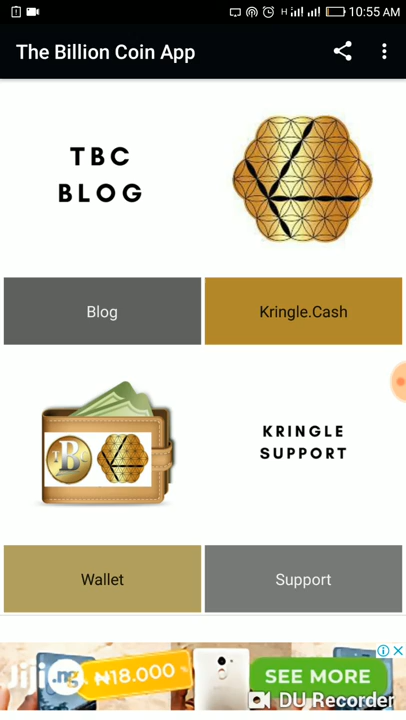 H 10:55 AM
The Billion Coin App
TBC
BLOG
Blog
Kringle.Cash
TBC
KRINGLE
SUPPORT
Wallet
Support
Jiji.ng
₦18.000
SEE MORE
DU Recorder